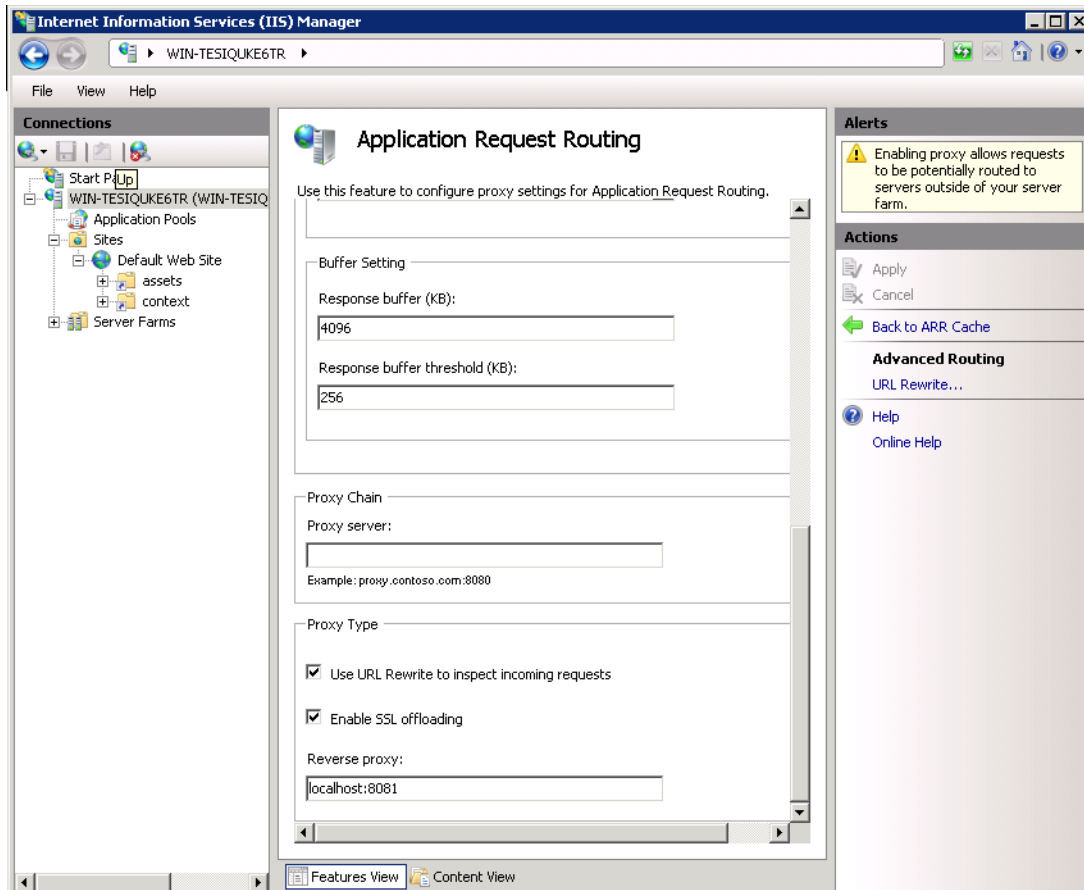 Internet Information Services (IIS) Manager
WIN-TESIQUKE6TR
File View Help
Connections
Start Pa
Up
WIN-TESIQUKE6TR (WIN-TESIQ
Application Pools
Sites
Default Web Site
assets
context
Server Farms
Application Request Routing
Use this feature to configure proxy settings for Application Request Routing.
Buffer Setting
Response buffer (KB):
4096
Response buffer threshold (KB):
256
Proxy Chain
Proxy server:
Example: proxy.contoso.com:8080
Proxy Type
Use URL Rewrite to inspect incoming requests
Enable SSL offloading
Reverse proxy:
localhost:8081
Features View Content View
Alerts
Enabling proxy allows requests
to be potentially routed to
servers outside of your server
farm.
Actions
Apply
Cancel
Back to ARR Cache
Advanced Routing
URL Rewrite...
Help
Online Help